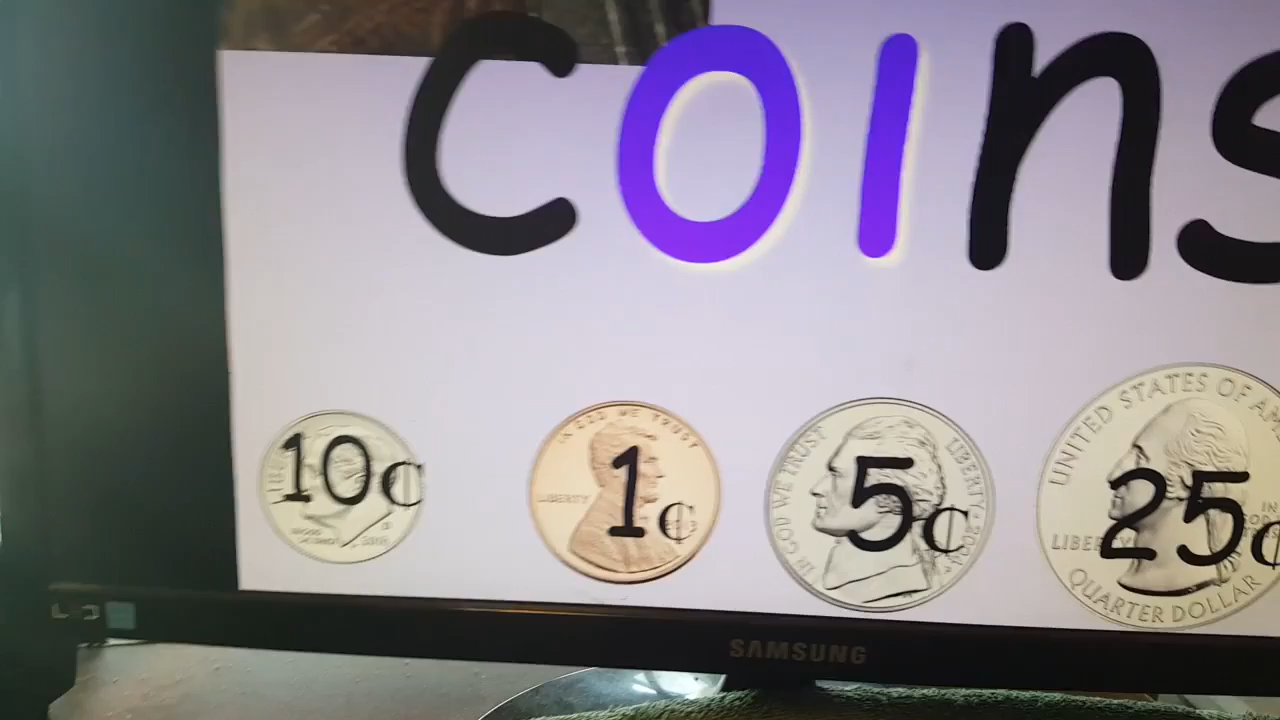 coins
10¢
1¢
5¢
25¢
IN GOD WE TRUST
LIBERTY
IN GOD WE TRUST
LIBERTY
UNITED STATES OF
LIBERTY
QUARTER DOLLAR
SAMSUNG